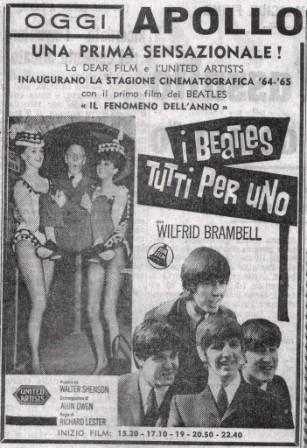 OGGI APOLLO
UNA PRIMA SENSAZIONALE!
La DEAR FILM e l'UNITED ARTISTS
INAUGURANO LA STAGIONE CINEMATOGRAFICA '64-'65
con il primo film dei BEATLES
« IL FENOMENO DELL'ANNO »
i BEATLES
TUTTI PER UNO
WILFRID BRAMBELL
UNITED ARTISTS
Prodotto da
WALTER SHENSON
Sceneggiatura di
ALUN OWEN
Regia di
RICHARD LESTER
INIZIO FILM: 15.20 - 17.10 - 19 - 20.50 - 22.40